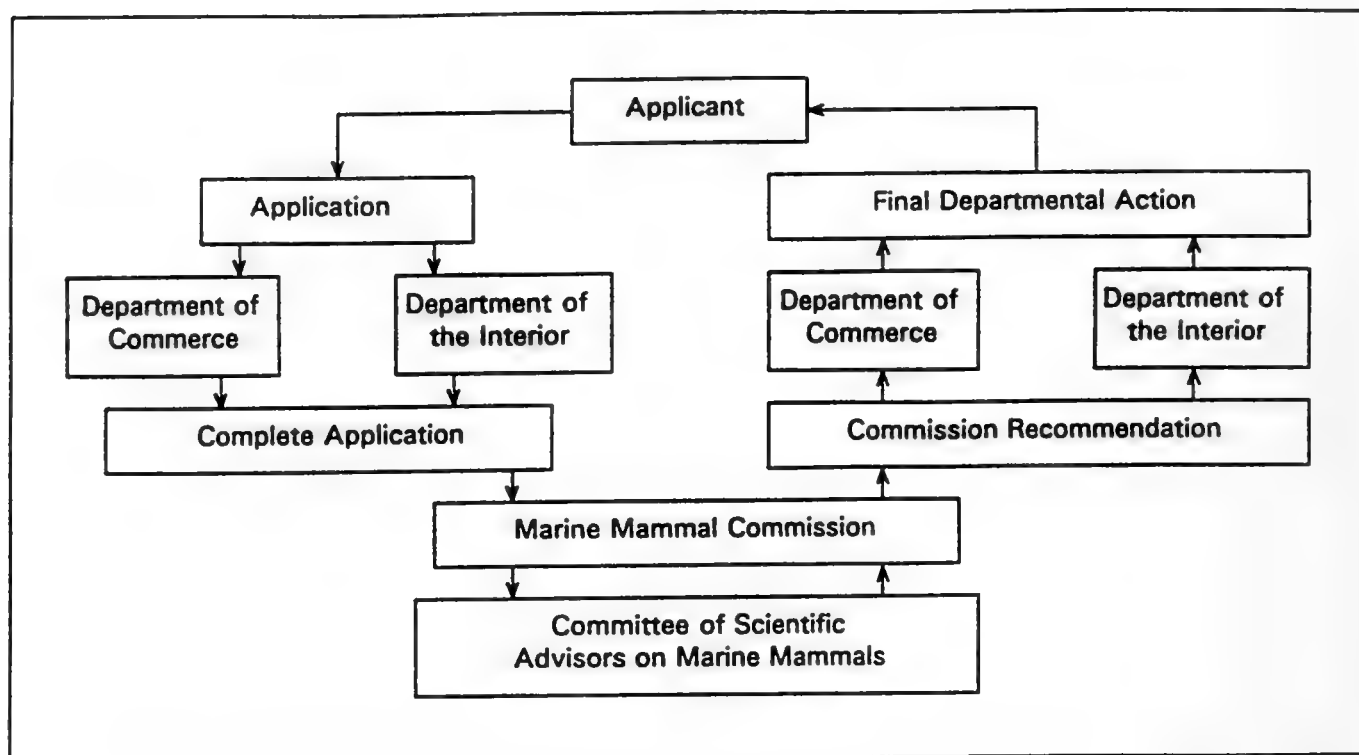 Applicant
Application
Final Departmental Action
Department of
Commerce
Department of
the Interior
Department of
Commerce
Department of
the Interior
Complete Application
Commission Recommendation
Marine Mammal Commission
Committee of Scientific
Advisors on Marine Mammals